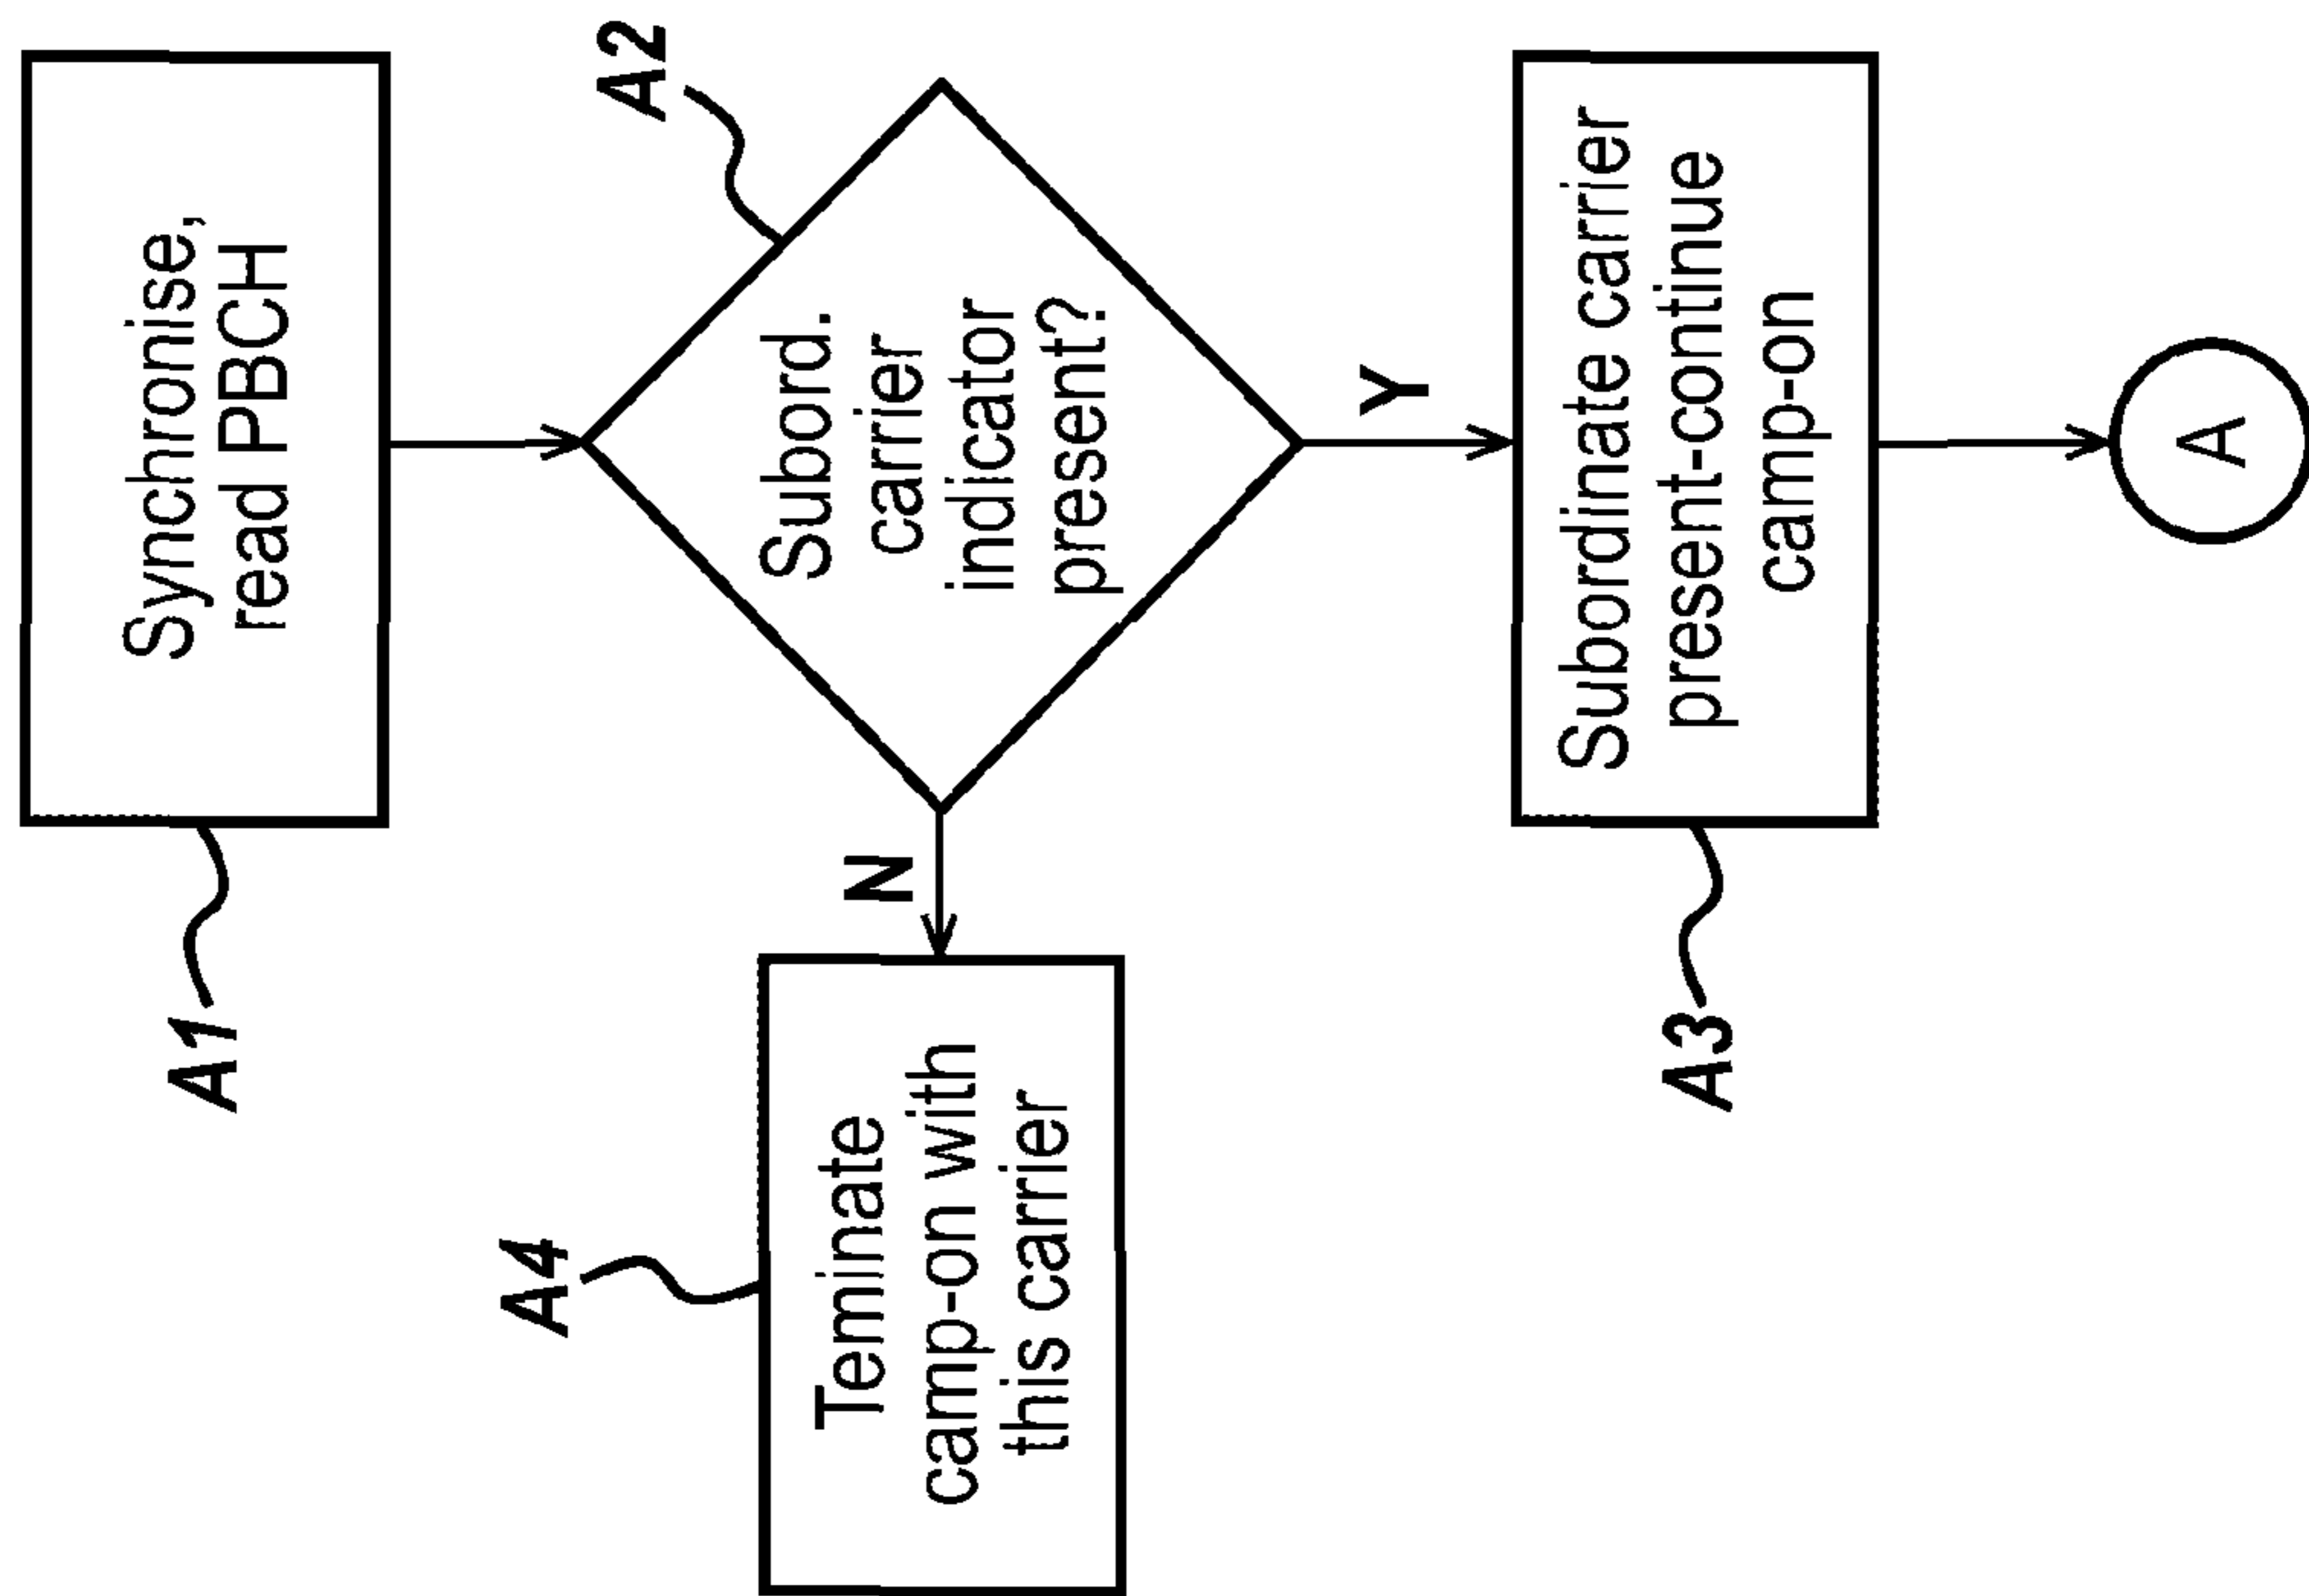 A1
Synchronise,
read PBCH
A2
Subord.
carrier
indicator
present?
N
Y
A4
Teminate
camp-on with
this carrier
A3
Subordinate carrier
present-continue
camp-on
A